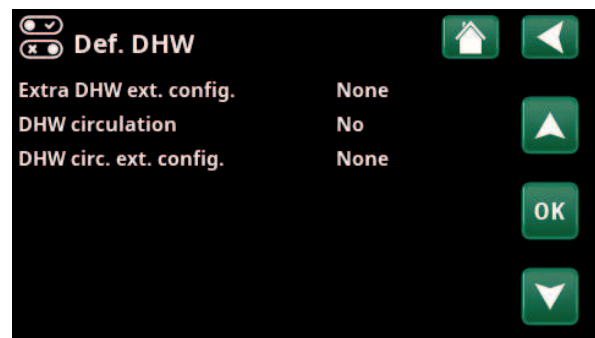 Def. DHW
Extra DHW ext. config. None
DHW circulation No
DHW circ. ext. config. None
OK